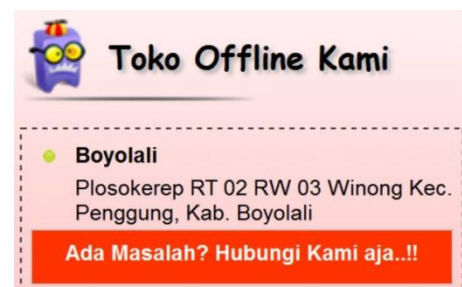 Toko Offline Kami
Boyolali
Plosokerep RT 02 RW 03 Winong Kec.
Penggung, Kab. Boyolali
Ada Masalah? Hubungi Kami aja..!!